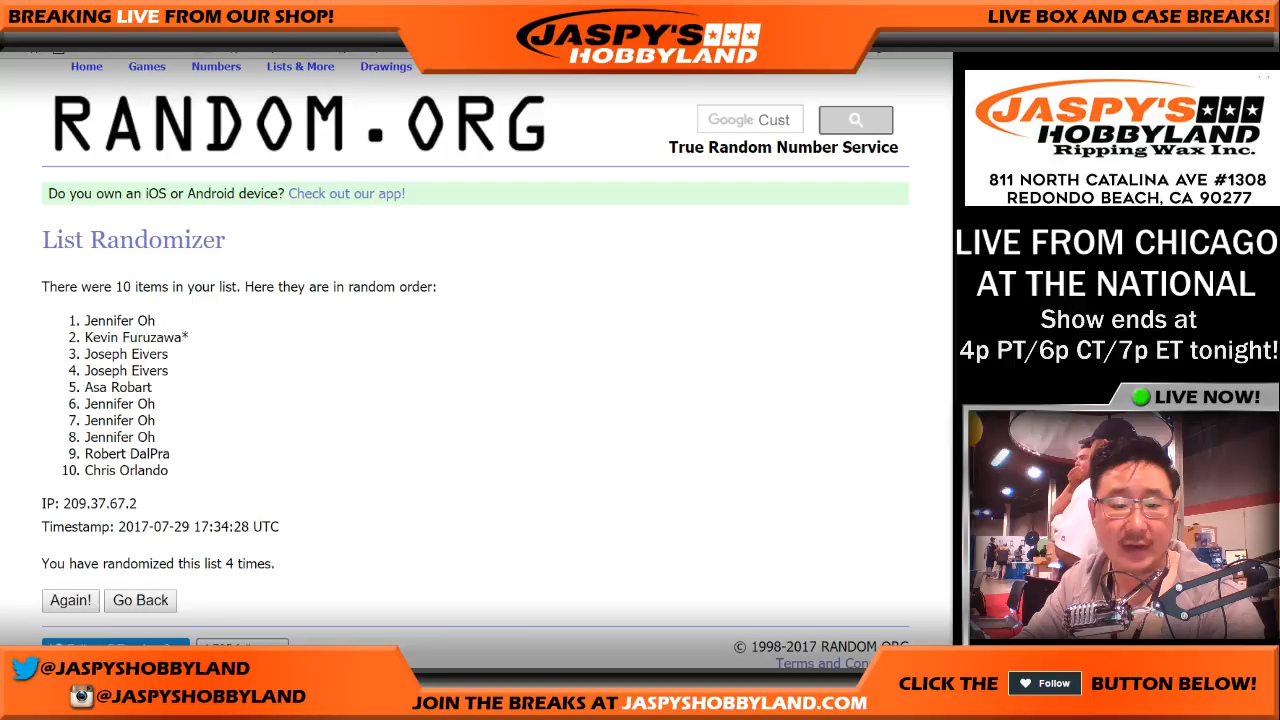 BREAKING LIVE FROM OUR SHOP!
JASPY'S
HOBBYLAND
LIVE BOX AND CASE BREAKS!
Home Games Numbers Lists & More Drawings
RANDOM.ORG
Google Cust
True Random Number Service
Do you own an iOS or Android device? Check out our app!
List Randomizer
There were 10 items in your list. Here they are in random order:
1. Jennifer Oh
2. Kevin Furuzawa*
3. Joseph Eivers
4. Joseph Eivers
5. Asa Robart
6. Jennifer Oh
7. Jennifer Oh
8. Jennifer Oh
9. Robert DalPra
10. Chris Orlando
IP: 209.37.67.2
Timestamp: 2017-07-29 17:34:28 UTC
You have randomized this list 4 times.
Again! Go Back
© 1998-2017 RANDOM.ORG
Terms and
JASPY'S
HOBBYLAND
Ripping Wax Inc.
811 NORTH CATALINA AVE #1308
REDONDO BEACH, CA 90277
LIVE FROM CHICAGO
AT THE NATIONAL
Show ends at
4p PT/6p CT/7p ET tonight!
LIVE NOW!
@JASPYSHOBBYLAND
@JASPYSHOBBYLAND
JOIN THE BREAKS AT JASPYSHOBBYLAND.COM
CLICK THE Follow BUTTON BELOW!